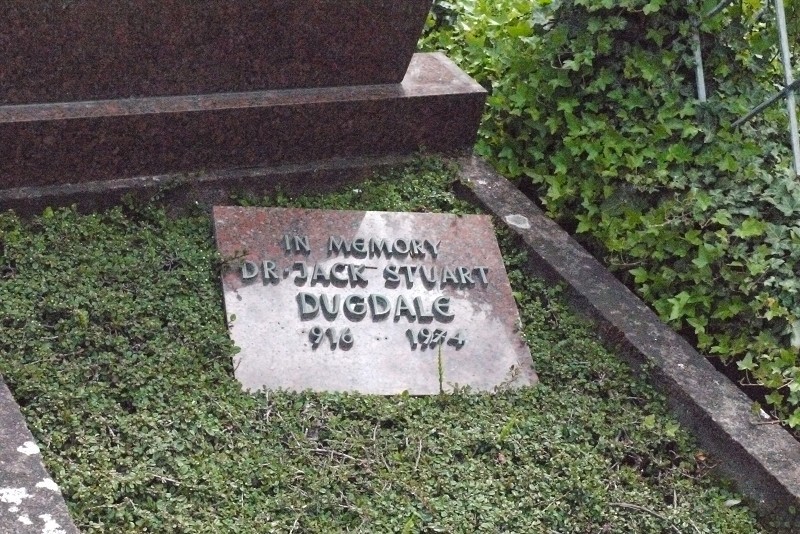 IN MEMORY
DR. JACK STUART
DUGDALE
916 1974